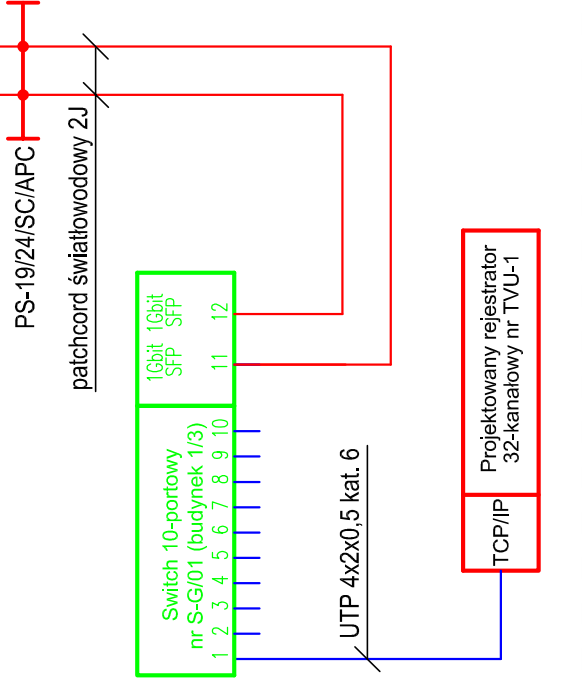 PS-19/24/SC/APC
patchcord światłowodowy 2J
1Gbit 1Gbit
SFP SFP
11 12
Switch 10-portowy
nr S-G/01 (budynek 1/3)
1 2 3 4 5 6 7 8 9 10
UTP 4x2x0,5 kat. 6
Projektowany rejestrator
32-kanałowy nr TVU-1
TCP/IP